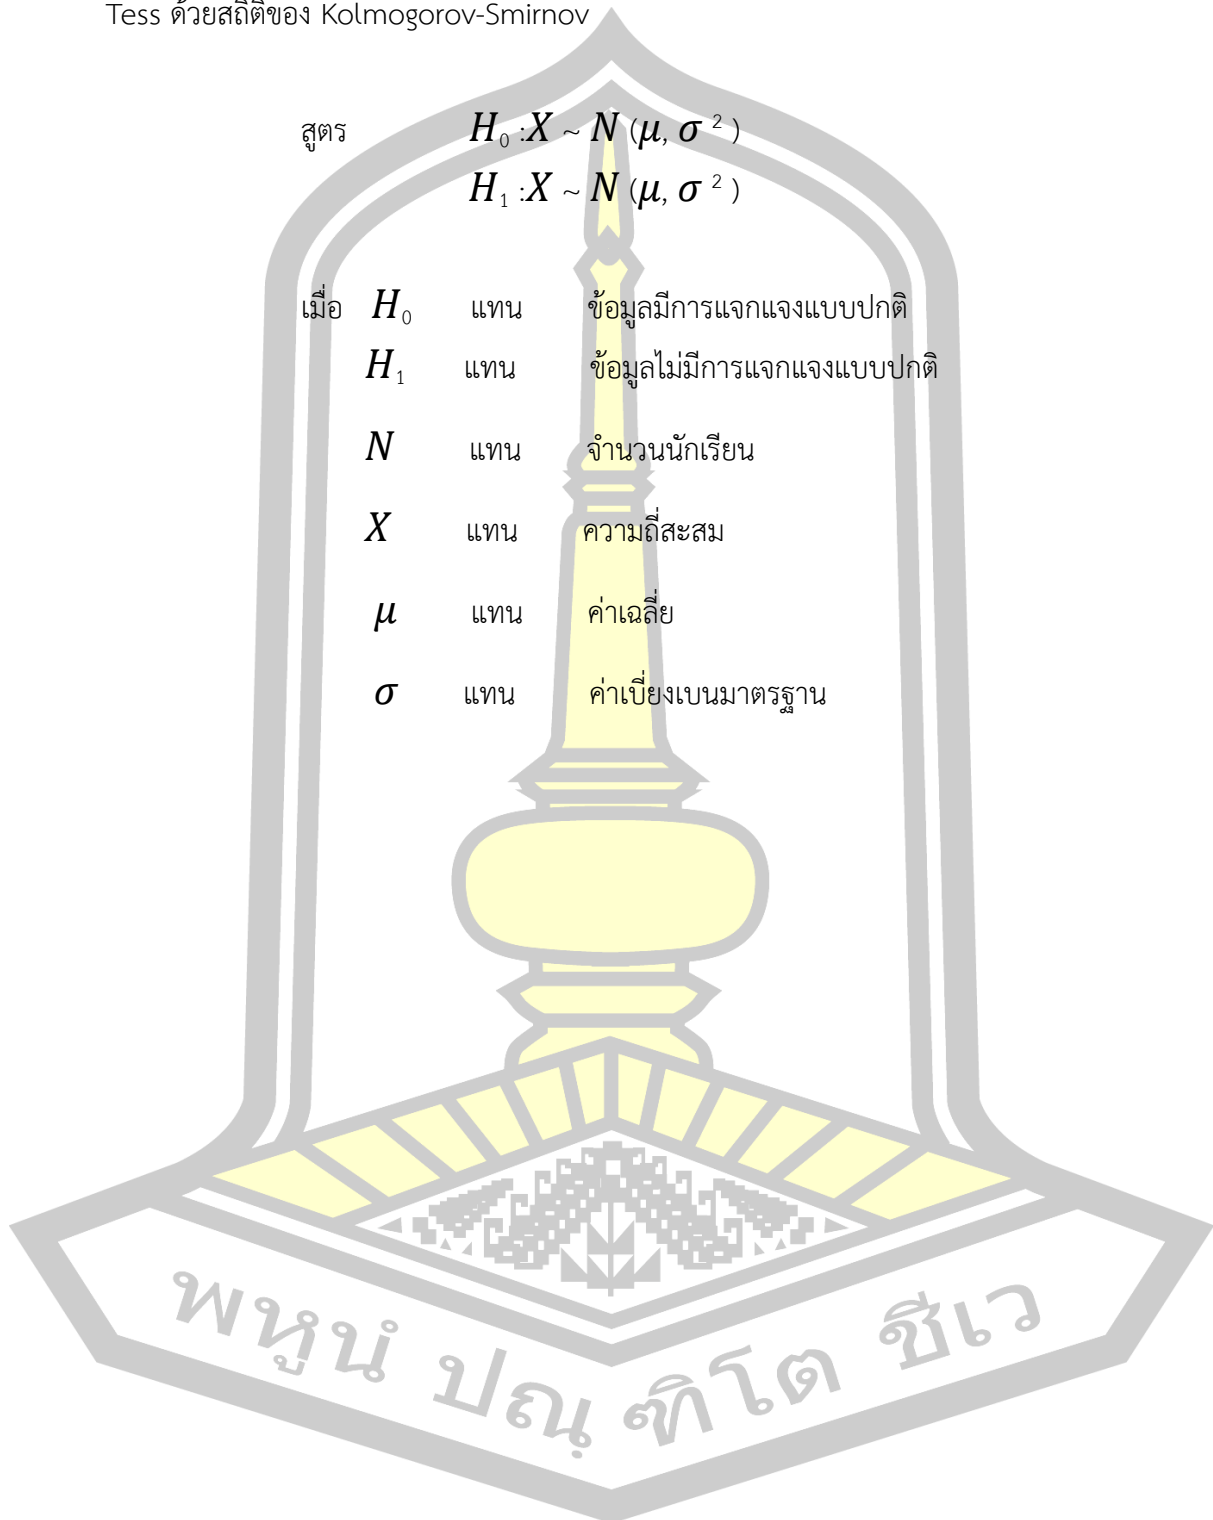 Tess ด้วยสถิติของ Kolmogorov-Smirnov
สูตร H₀ :X ~ N (μ, σ ² )
H₁ :X ~ N (μ, σ ² )
เมื่อ H₀ แทน ข้อมูลมีการแจกแจงแบบปกติ
H₁ แทน ข้อมูลไม่มีการแจกแจงแบบปกติ
N แทน จำนวนนักเรียน
X แทน ความถี่สะสม
μ แทน ค่าเฉลี่ย
σ แทน ค่าเบี่ยงเบนมาตรฐาน
พหูนํ ปณฺฑิโต ชีเว